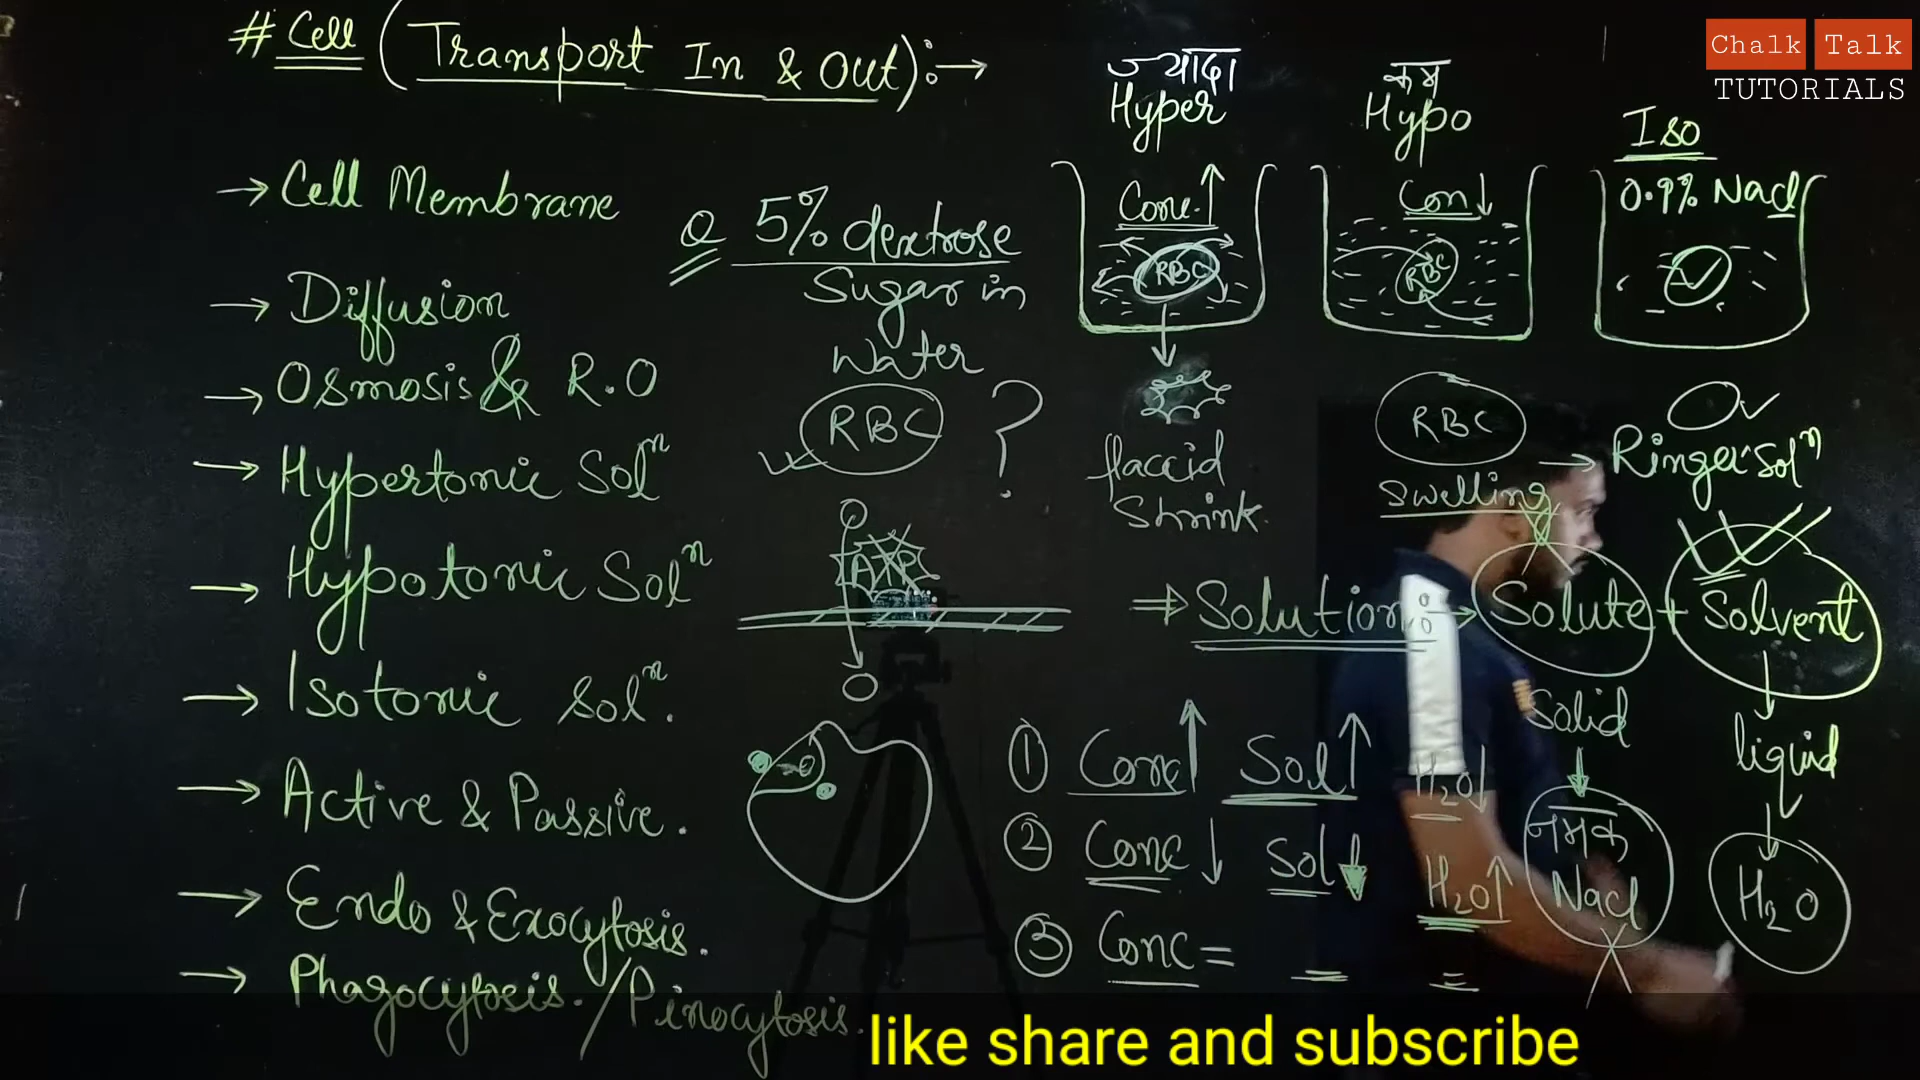 # Cell (Transport In & Out):→
→ Cell Membrane
→ Diffusion
→ Osmosis & R.O
→ Hypertonic Solⁿ
→ Hypotonic Solⁿ
→ Isotonic Solⁿ.
→ Active & Passive.
→ Endo & Exocytosis.
→ Phagocytosis. / Pinocytosis.
Q 5% dextrose
Sugar in
Water
RBC ?
ATP
ज्यादा
Hyper
Conc. ↑
RBC
flaccid
Shrink.
कम
Hypo
Con ↓
RBC
RBC
Swelling
Iso
0.9% Nacl
→ Ringer Solⁿ
⇒ Solution: → Solute + Solvent
Solid
नमक
Nacl
liquid
H₂O
① Conc ↑ Sol ↑ H₂O ↓
② Conc ↓ Sol ↓ H₂O ↑
③ Conc = = =
Chalk Talk
TUTORIALS
like share and subscribe